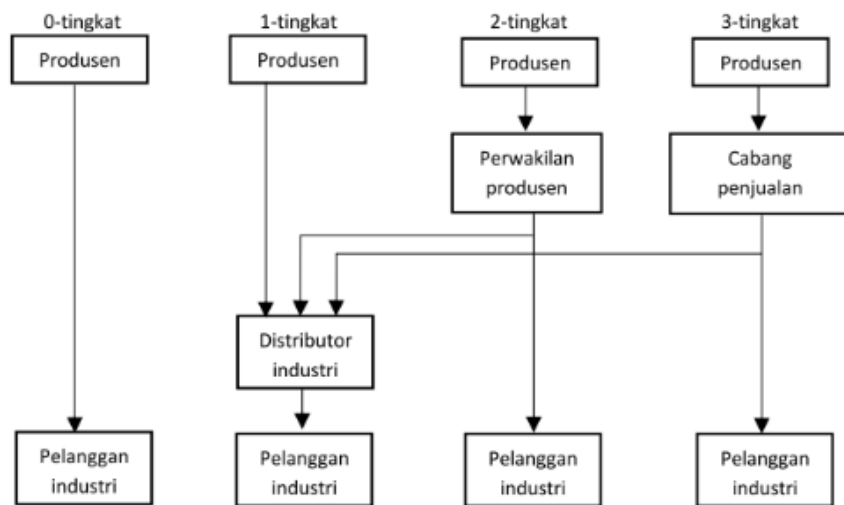 0-tingkat
1-tingkat
2-tingkat
3-tingkat
Produsen
Produsen
Produsen
Produsen
Perwakilan
produsen
Cabang
penjualan
Distributor
industri
Pelanggan
industri
Pelanggan
industri
Pelanggan
industri
Pelanggan
industri